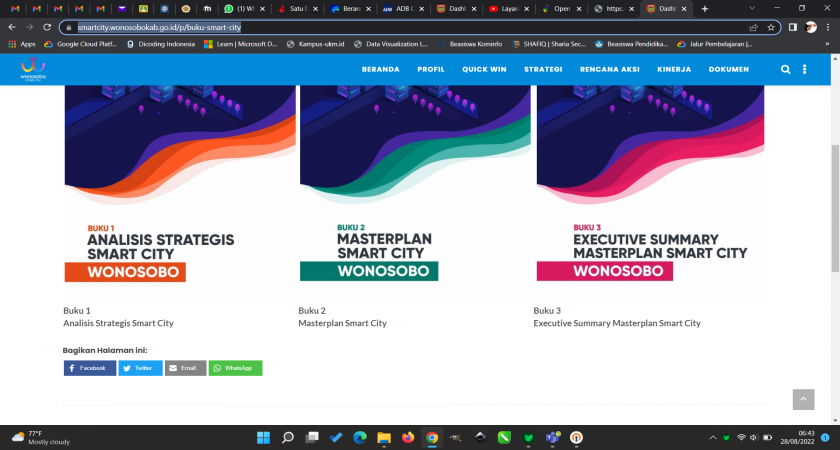 (1) W
Satu D
Beran
ADB ADB D
Dashb
Layan
Open
https:
Dashb
smartcity.wonosobokab.go.id/p/buku-smart-city
Apps
Google Cloud Platf...
Dicoding Indonesia
Learn | Microsoft D...
Kampus-ukm.id
Data Visualization L...
Beasiswa Kominfo
SHAFIQ | Sharia Sec...
Beasiswa Pendidika...
Jalur Pembelajaran |...
»
wonosobo
BERANDA
PROFIL
QUICK WIN
STRATEGI
RENCANA AKSI
KINERJA
DOKUMEN
BUKU 1
ANALISIS STRATEGIS
SMART CITY
WONOSOBO
BUKU 2
MASTERPLAN
SMART CITY
WONOSOBO
BUKU 3
EXECUTIVE SUMMARY
MASTERPLAN SMART CITY
WONOSOBO
Buku 1
Analisis Strategis Smart City
Buku 2
Masterplan Smart City
Buku 3
Executive Summary Masterplan Smart City
Bagikan Halaman ini:
Facebook
Twitter
Email
WhatsApp
77°F
Mostly cloudy
06:43
28/08/2022